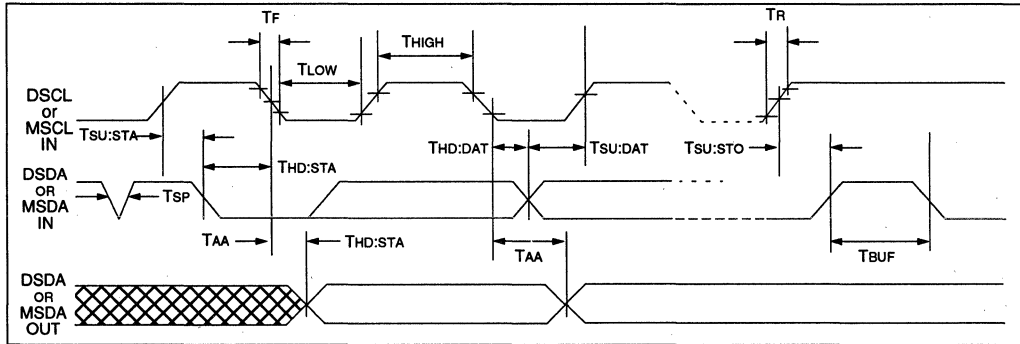 TF
TR
THIGH
TLOW
DSCL
or
MSCL
IN
TSU:STA
THD:DAT
TSU:DAT
TSU:STO
THD:STA
DSDA
OR
MSDA
IN
TSP
TAA
THD:STA
TAA
TBUF
DSDA
OR
MSDA
OUT